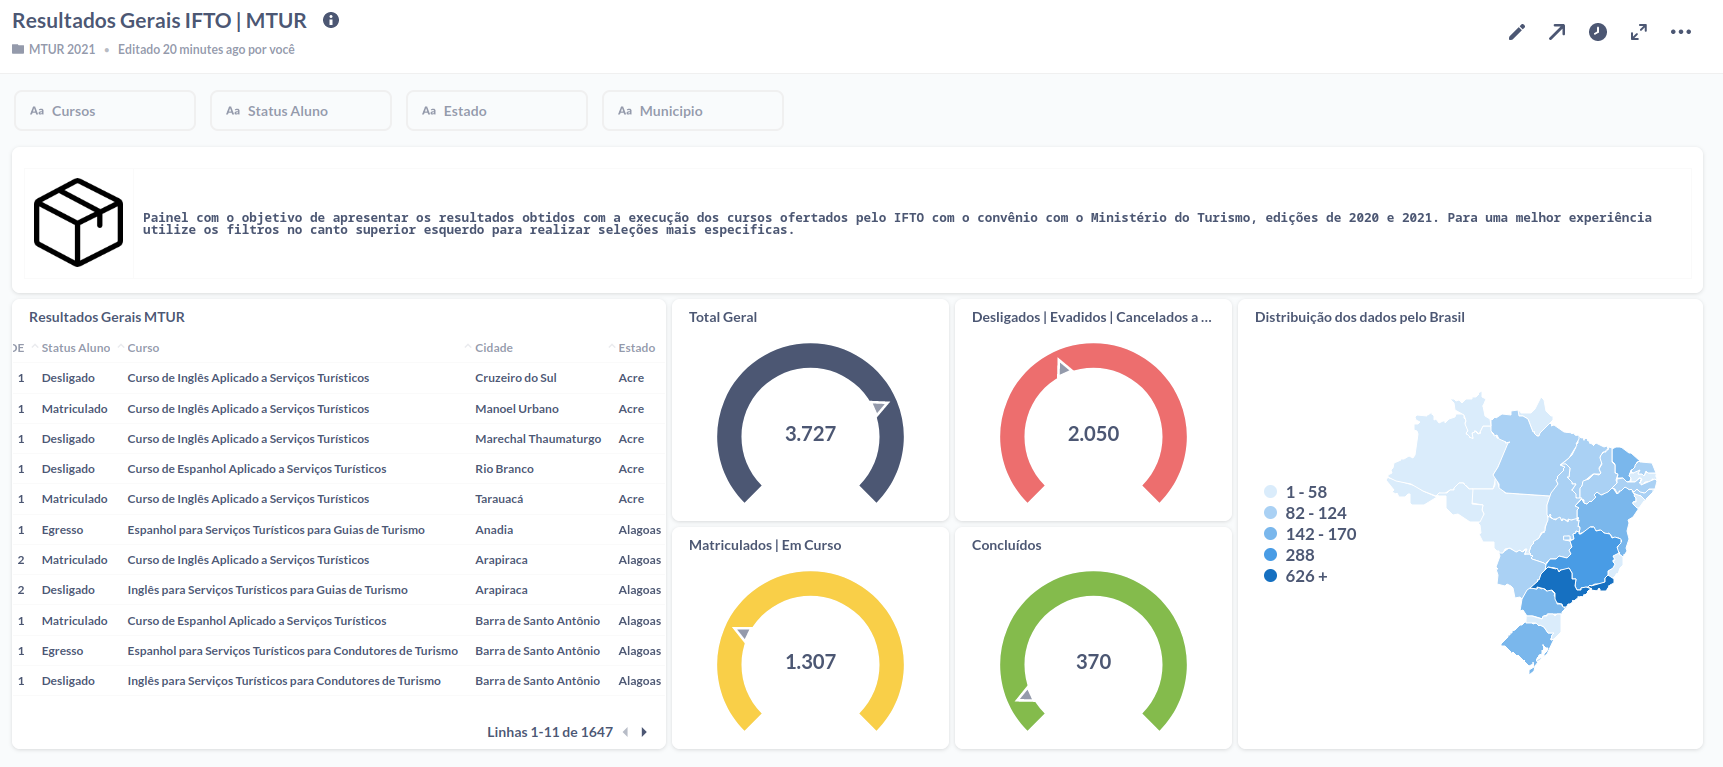 Resultados Gerais IFTO | MTUR
MTUR 2021 • Editado 20 minutes ago por você
Aa Cursos
Aa Status Aluno
Aa Estado
Aa Municipio
Painel com o objetivo de apresentar os resultados obtidos com a execução dos cursos ofertados pelo IFTO com o convênio com o Ministério do Turismo, edições de 2020 e 2021. Para uma melhor experiência
utilize os filtros no canto superior esquerdo para realizar seleções mais especificas.
Resultados Gerais MTUR
DE Status Aluno Curso Cidade Estado
1 Desligado Curso de Inglês Aplicado a Serviços Turísticos Cruzeiro do Sul Acre
1 Matriculado Curso de Inglês Aplicado a Serviços Turísticos Manoel Urbano Acre
1 Desligado Curso de Inglês Aplicado a Serviços Turísticos Marechal Thaumaturgo Acre
1 Desligado Curso de Espanhol Aplicado a Serviços Turísticos Rio Branco Acre
1 Matriculado Curso de Inglês Aplicado a Serviços Turísticos Tarauacá Acre
1 Egresso Espanhol para Serviços Turísticos para Guias de Turismo Anadia Alagoas
2 Matriculado Curso de Inglês Aplicado a Serviços Turísticos Arapiraca Alagoas
2 Desligado Inglês para Serviços Turísticos para Guias de Turismo Arapiraca Alagoas
1 Matriculado Curso de Espanhol Aplicado a Serviços Turísticos Barra de Santo Antônio Alagoas
1 Egresso Espanhol para Serviços Turísticos para Condutores de Turismo Barra de Santo Antônio Alagoas
1 Desligado Inglês para Serviços Turísticos para Condutores de Turismo Barra de Santo Antônio Alagoas
Linhas 1-11 de 1647
Total Geral
3.727
Desligados | Evadidos | Cancelados a ...
2.050
Matriculados | Em Curso
1.307
Concluídos
370
Distribuição dos dados pelo Brasil
1 - 58
82 - 124
142 - 170
288
626 +